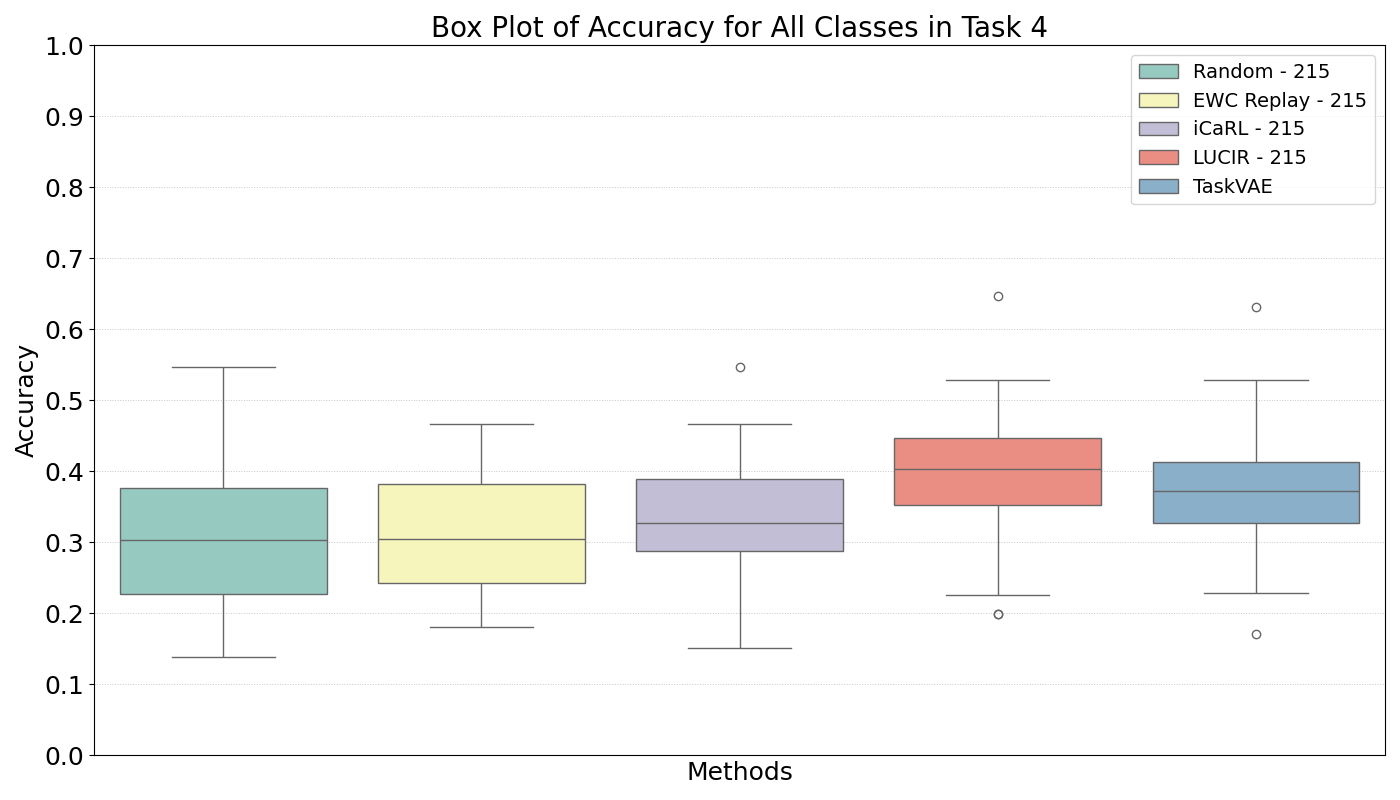 Box Plot of Accuracy for All Classes in Task 4
1.0
0.9
0.8
0.7
0.6
0.5
0.4
0.3
0.2
0.1
0.0
Accuracy
Methods
Random - 215
EWC Replay - 215
iCaRL - 215
LUCIR - 215
TaskVAE